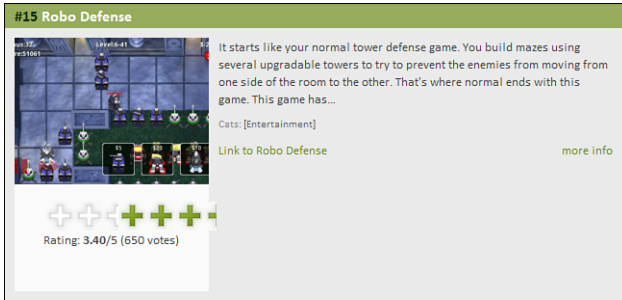 #15 Robo Defense
Level:6-41
It starts like your normal tower defense game. You build mazes using
several upgradable towers to try to prevent the enemies from moving from
one side of the room to the other. That's where normal ends with this
game. This game has...
Cats: [Entertainment]
Link to Robo Defense
more info
$5
$20
Rating: 3.40/5 (650 votes)